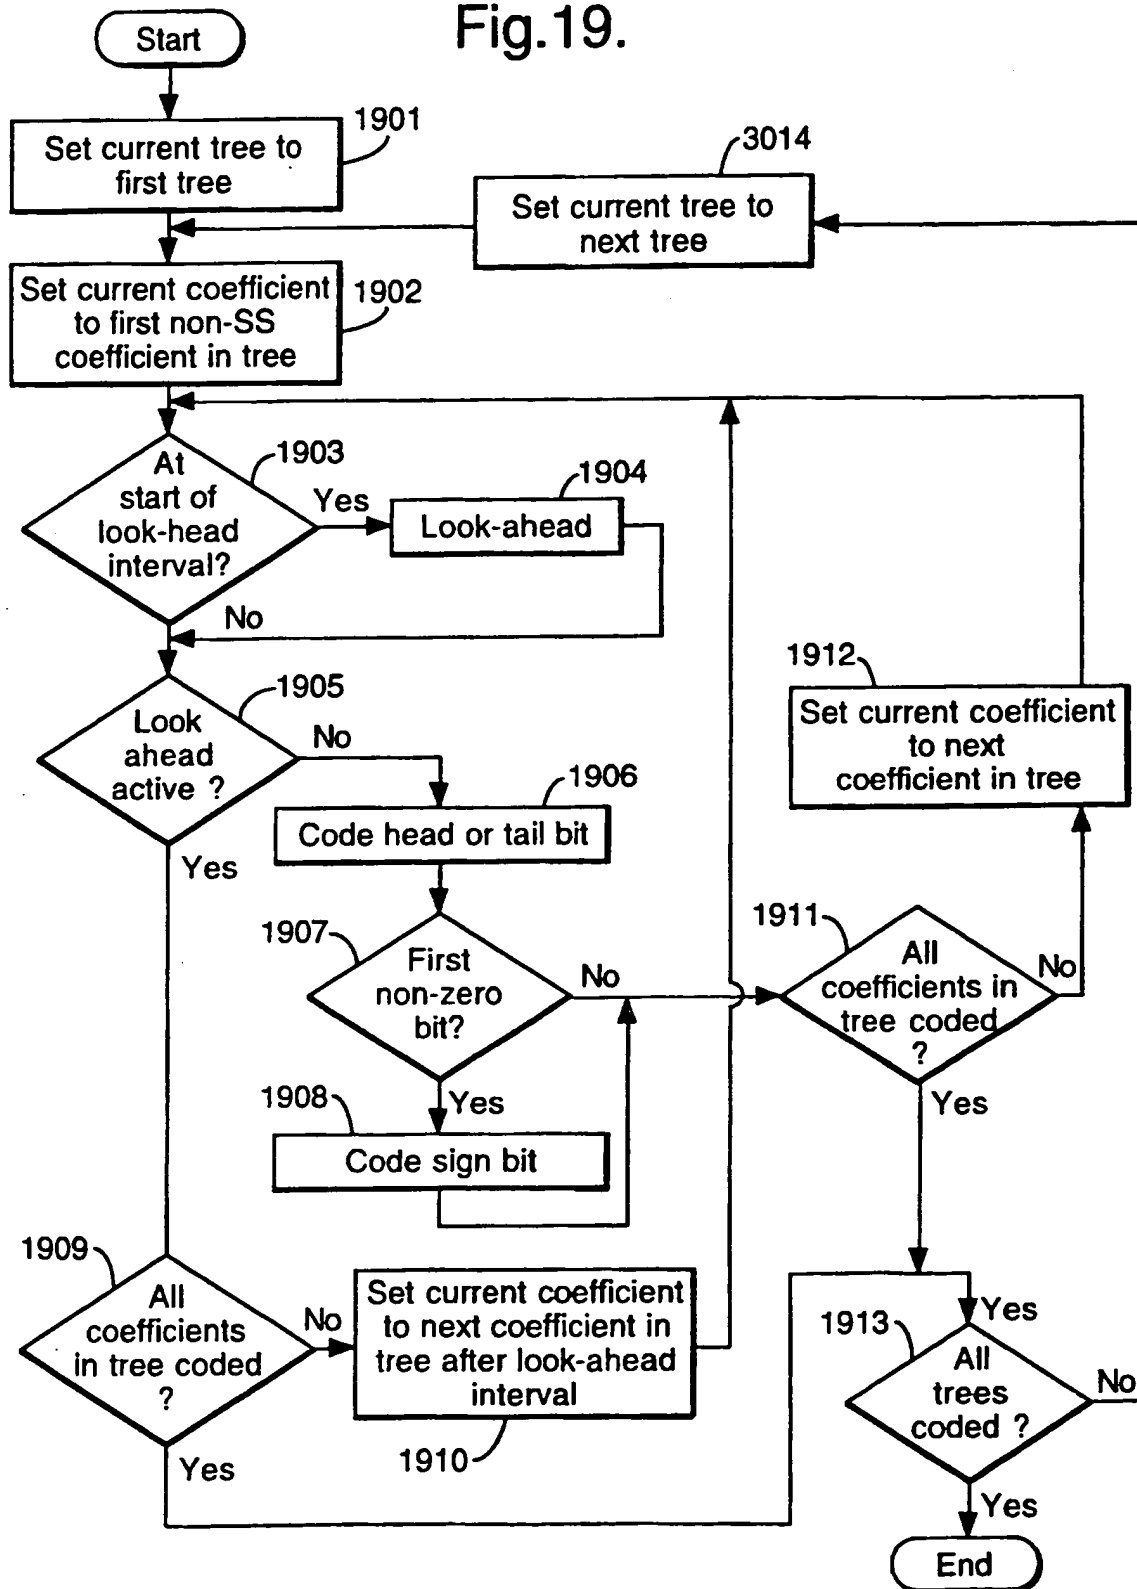 Fig.19.
Start
1901
Set current tree to
first tree
3014
Set current tree to
next tree
1902
Set current coefficient
to first non-SS
coefficient in tree
1903
At
start of
look-head
interval?
Yes
1904
Look-ahead
No
1905
Look
ahead
active ?
No
Yes
1906
Code head or tail bit
1907
First
non-zero
bit?
No
Yes
1908
Code sign bit
1912
Set current coefficient
to next
coefficient in tree
1911
All
coefficients in
tree coded
?
No
Yes
1909
All
coefficients
in tree coded
?
No
Yes
Set current coefficient
to next coefficient in
tree after look-ahead
interval
1910
Yes
1913
All
trees
coded ?
No
Yes
End